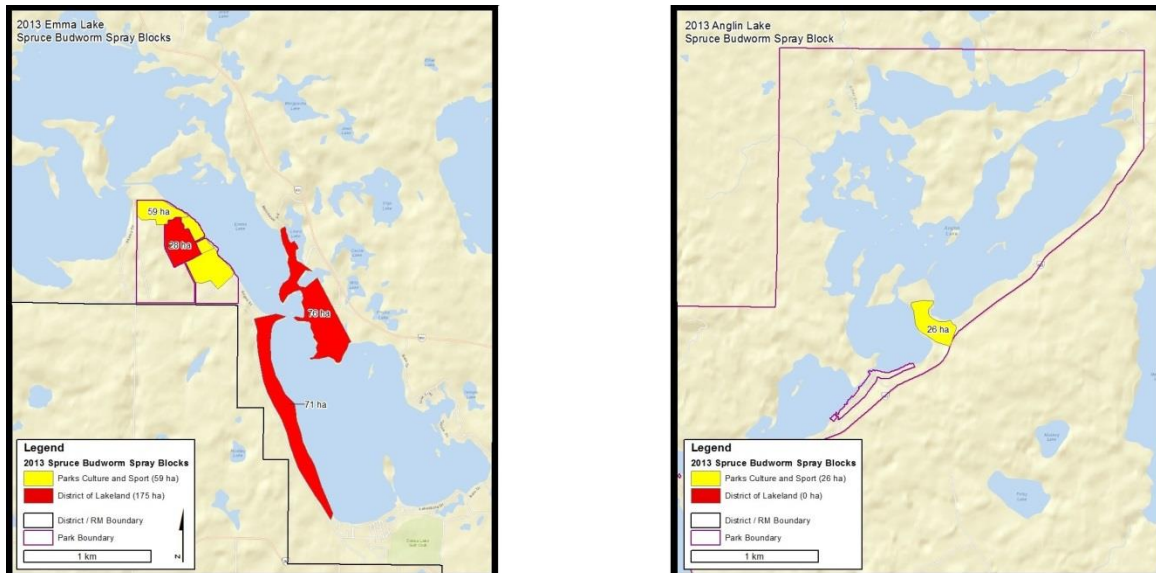 2013 Emma Lake
Spruce Budworm Spray Blocks
59 ha
28 ha
76 ha
71 ha
Legend
2013 Spruce Budworm Spray Blocks
Parks Culture and Sport (59 ha)
District of Lakeland (175 ha)
District / RM Boundary
Park Boundary
1 km
N
2013 Anglin Lake
Spruce Budworm Spray Block
Anglin
Lake
26 ha
Legend
2013 Spruce Budworm Spray Blocks
Parks Culture and Sport (26 ha)
District of Lakeland (0 ha)
District / RM Boundary
Park Boundary
1 km